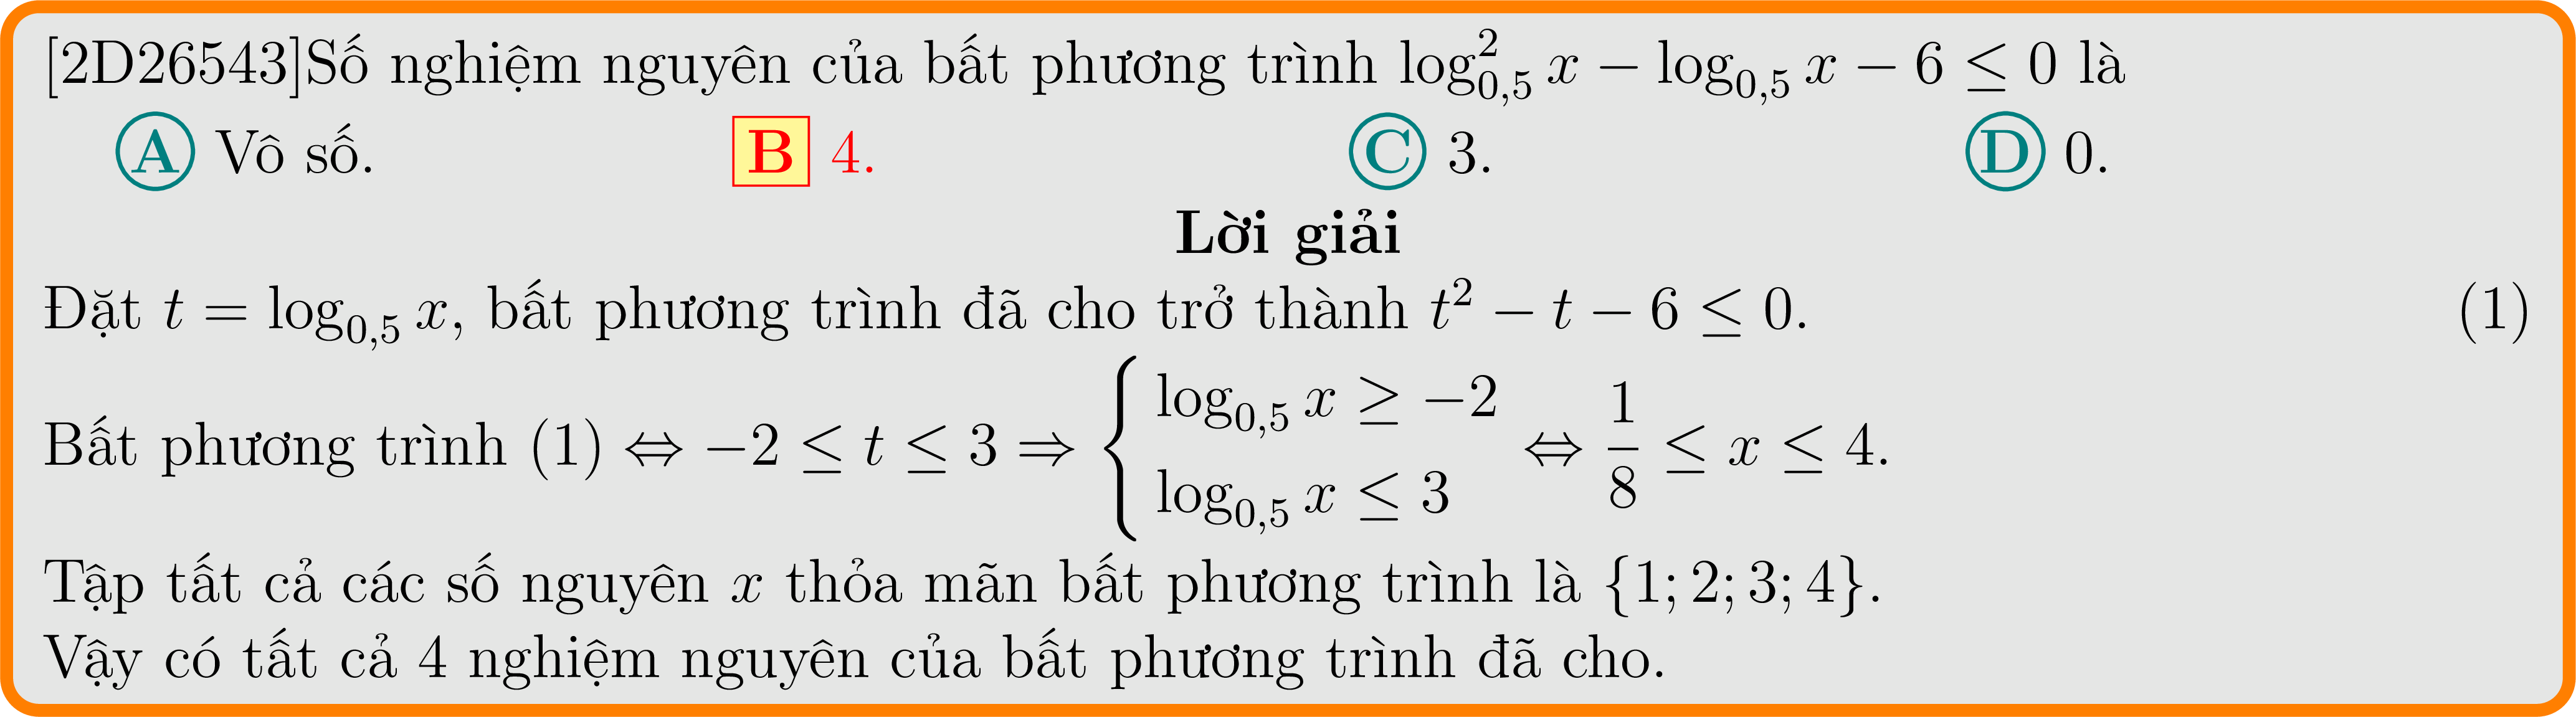 [2D26543]Số nghiệm nguyên của bất phương trình $\log_{0,5}^{2} x - \log_{0,5} x - 6 \leq 0$ là
A Vô số. B 4. C 3. D 0.
Lời giải
Đặt $t = \log_{0,5} x$, bất phương trình đã cho trở thành $t^2 - t - 6 \leq 0$. (1)
Bất phương trình (1) $\Leftrightarrow -2 \leq t \leq 3 \Rightarrow \begin{cases} \log_{0,5} x \geq -2 \\ \log_{0,5} x \leq 3 \end{cases} \Leftrightarrow \dfrac{1}{8} \leq x \leq 4$.
Tập tất cả các số nguyên $x$ thỏa mãn bất phương trình là $\{1; 2; 3; 4\}$.
Vậy có tất cả 4 nghiệm nguyên của bất phương trình đã cho.